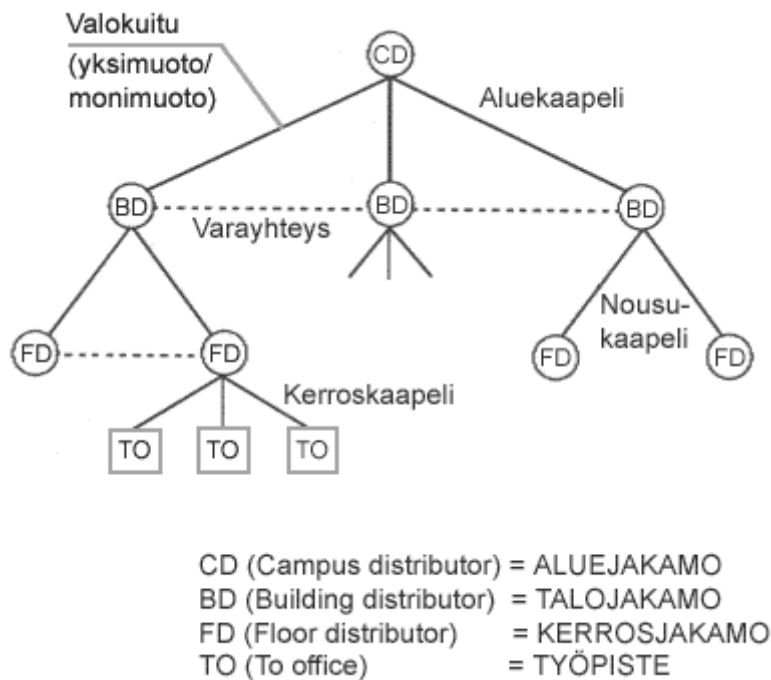 Valokuitu
(yksimuoto/
monimuoto)
CD
Aluekaapeli
BD
BD
BD
Varayhteys
Nousu-
kaapeli
FD
FD
FD
FD
Kerroskaapeli
TO
TO
TO
CD (Campus distributor) = ALUEJAKAMO
BD (Building distributor) = TALOJAKAMO
FD (Floor distributor) = KERROSJAKAMO
TO (To office) = TYÖPISTE